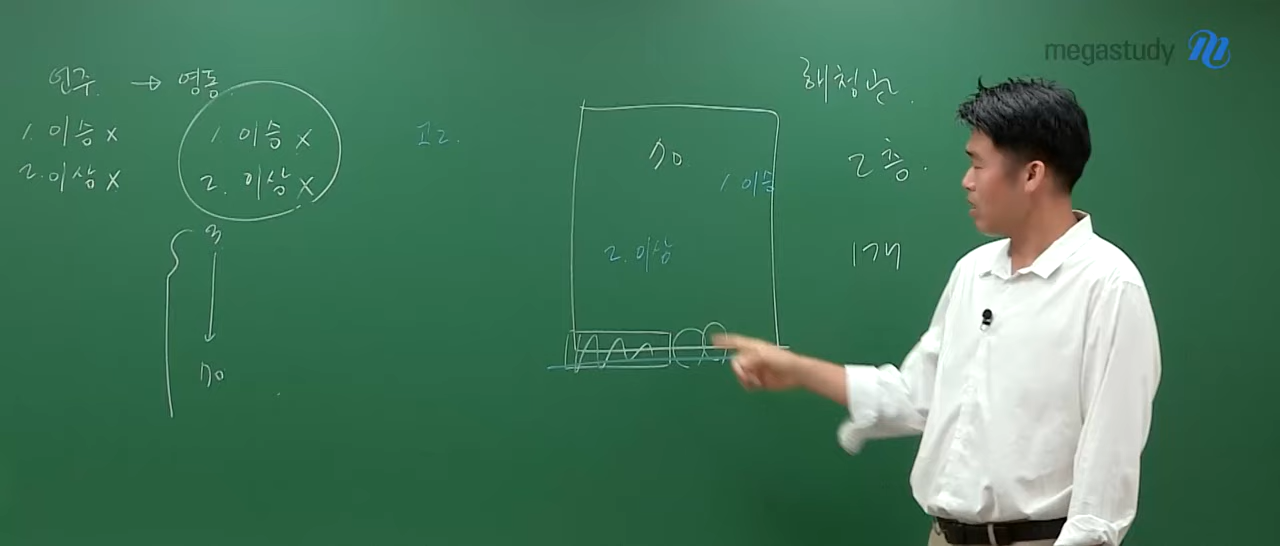 연주 → 영동
1. 이승 x
2. 이상 x
1. 이승 x
2. 이상 x
3
70
고2.
70
1. 이승
2. 이상
해청관.
2층.
1개
megastudy